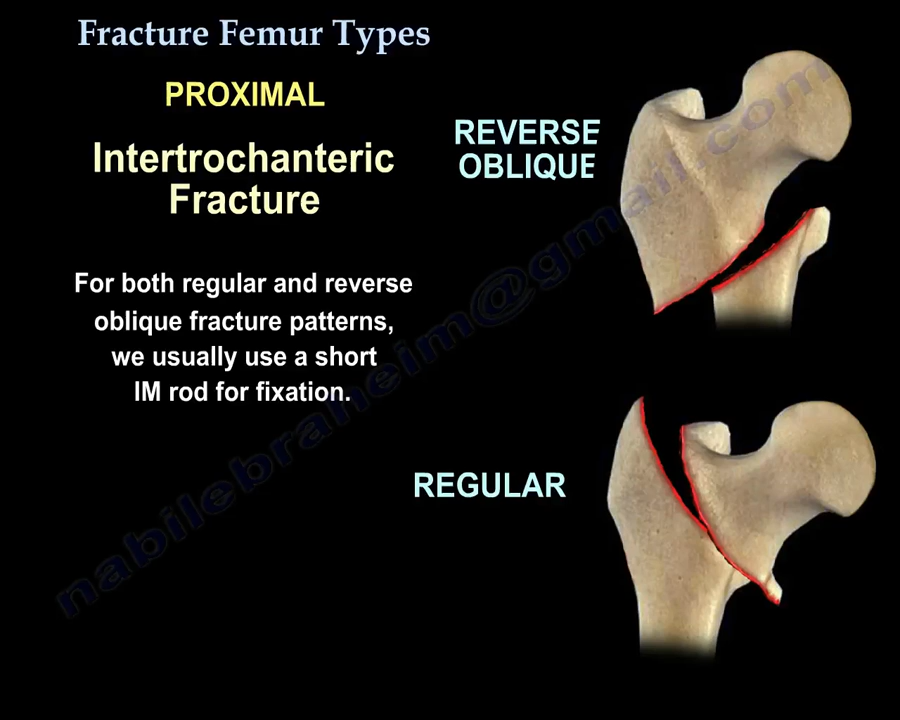 Fracture Femur Types
PROXIMAL
Intertrochanteric
Fracture
For both regular and reverse
oblique fracture patterns,
we usually use a short
IM rod for fixation.
REVERSE
OBLIQUE
REGULAR
nabilebraheim@gmail.com